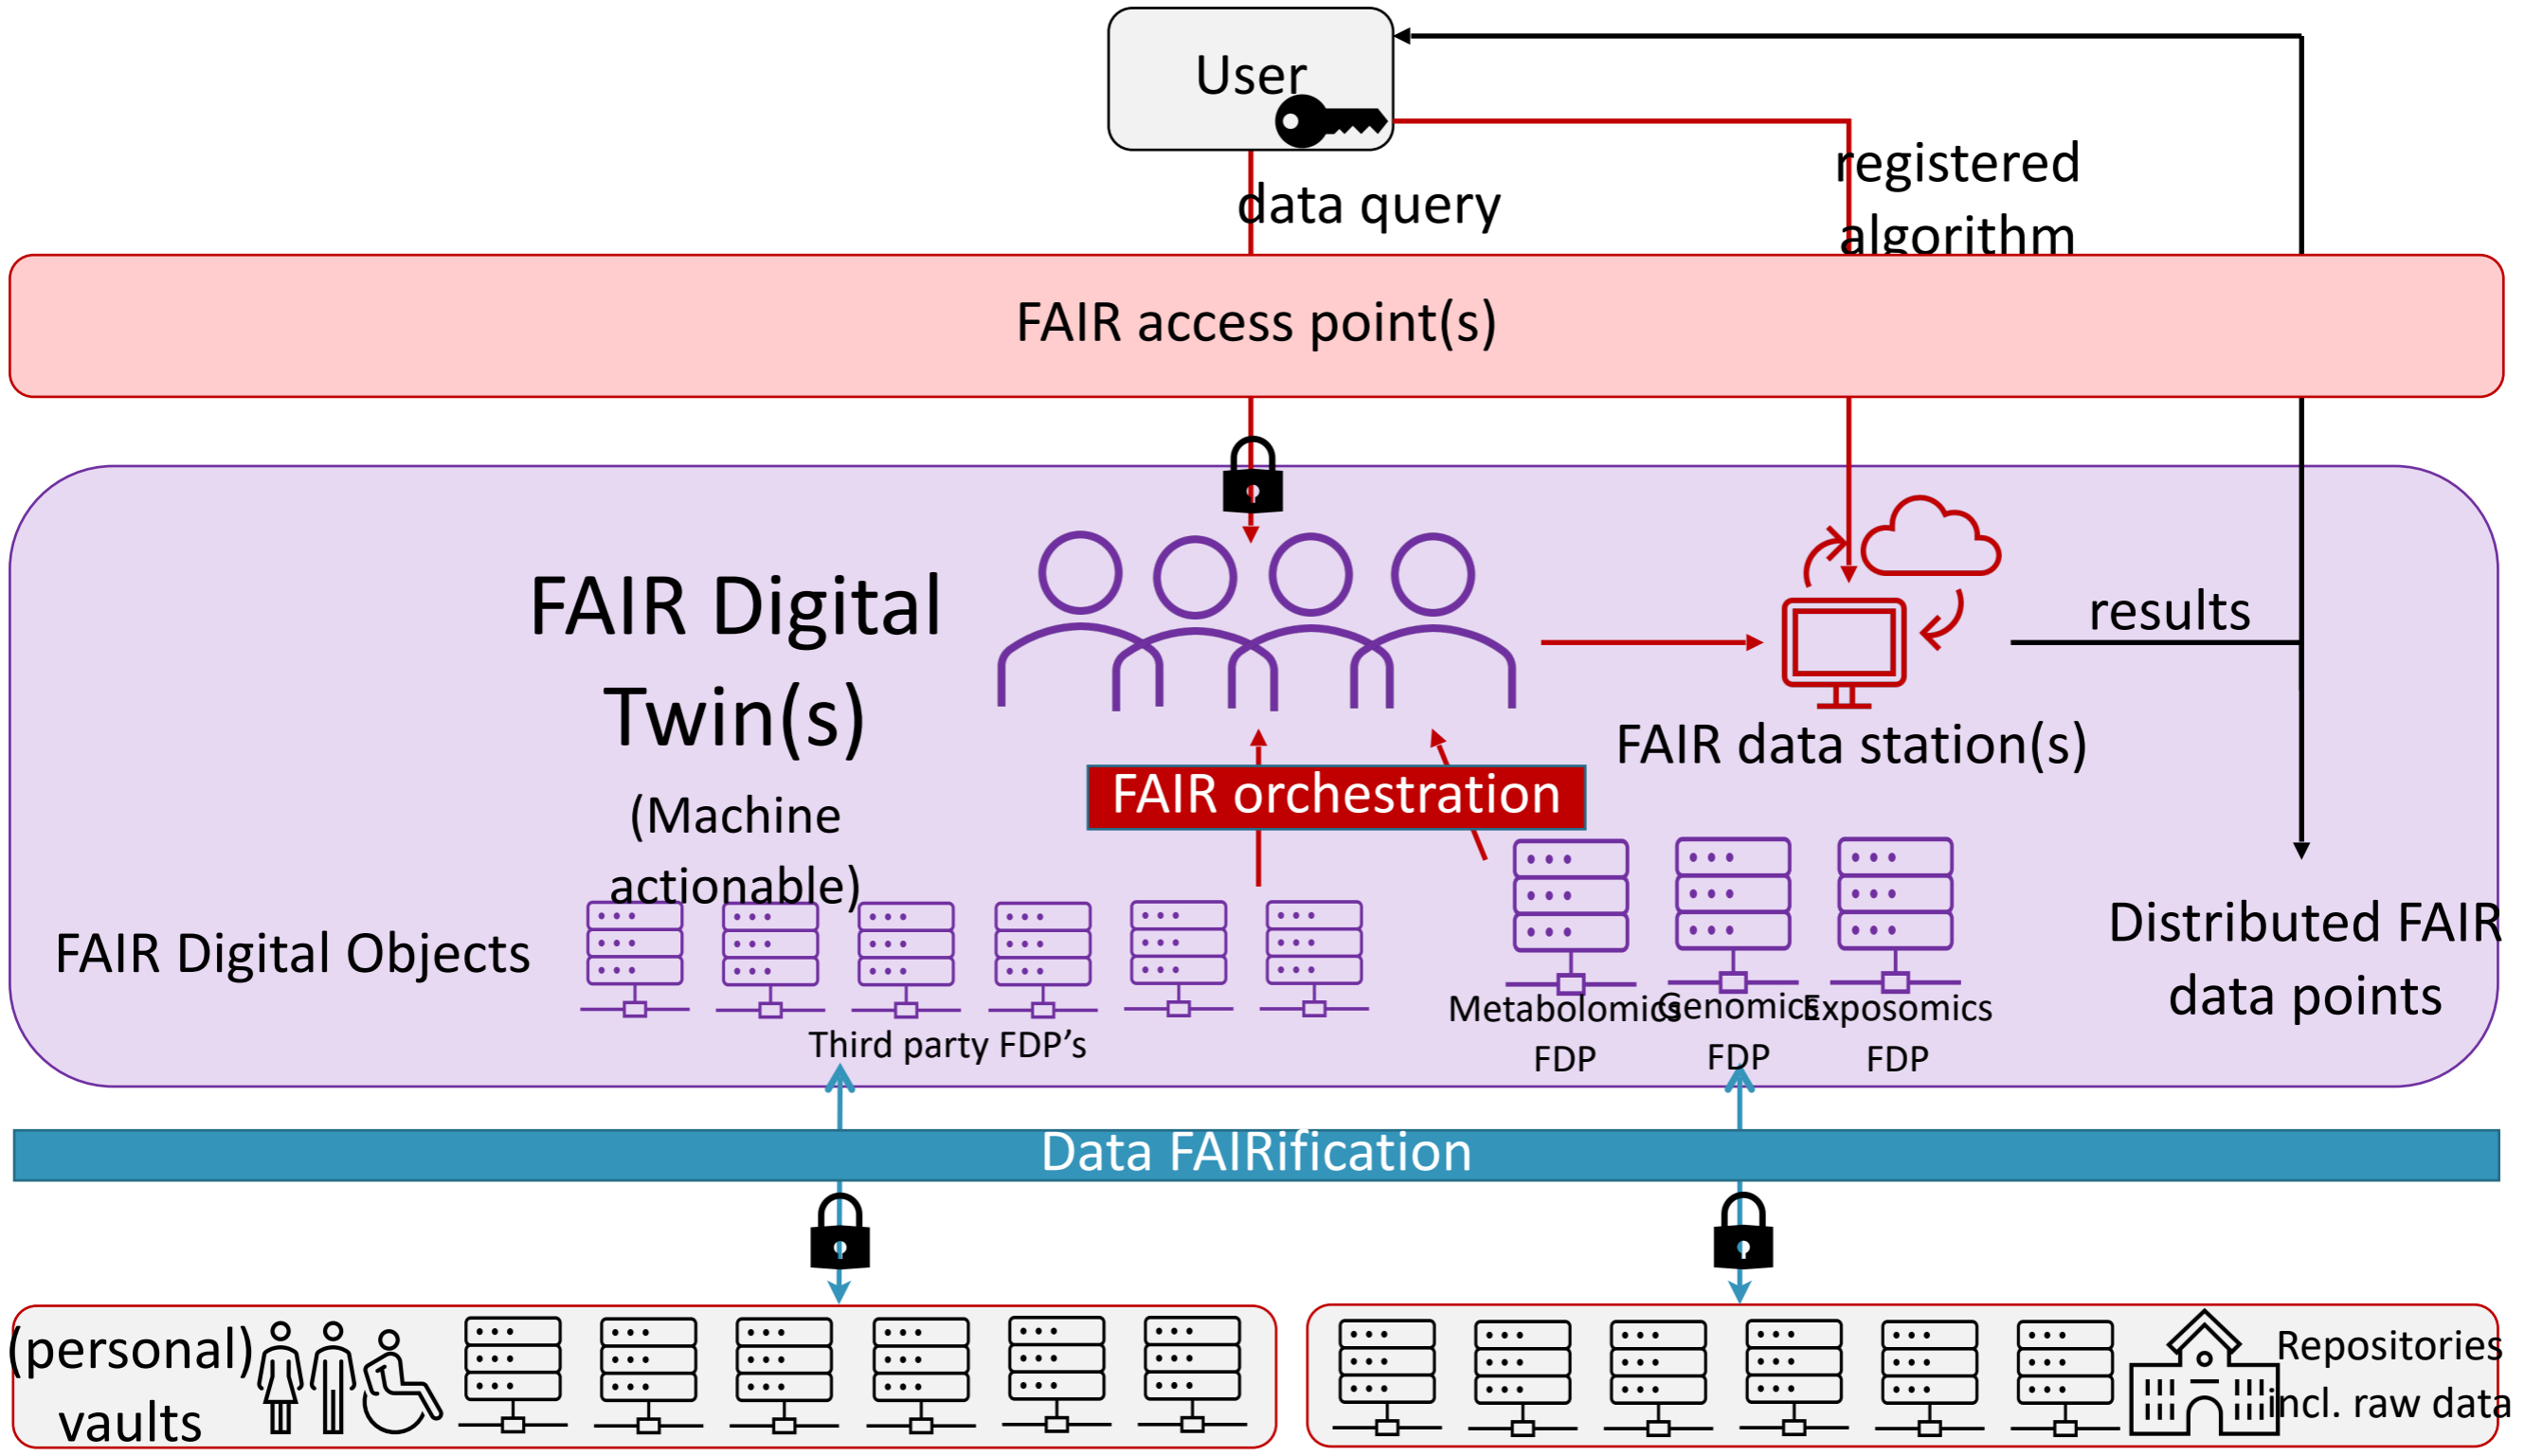 User
data query
registered
algorithm
FAIR access point(s)
FAIR Digital
Twin(s)
(Machine
actionable)
results
FAIR data station(s)
FAIR orchestration
FAIR Digital Objects
Third party FDP’s
Metabolomics
FDP
Genomics
FDP
Exposomics
FDP
Distributed FAIR
data points
Data FAIRification
(personal)
vaults
Repositories
incl. raw data